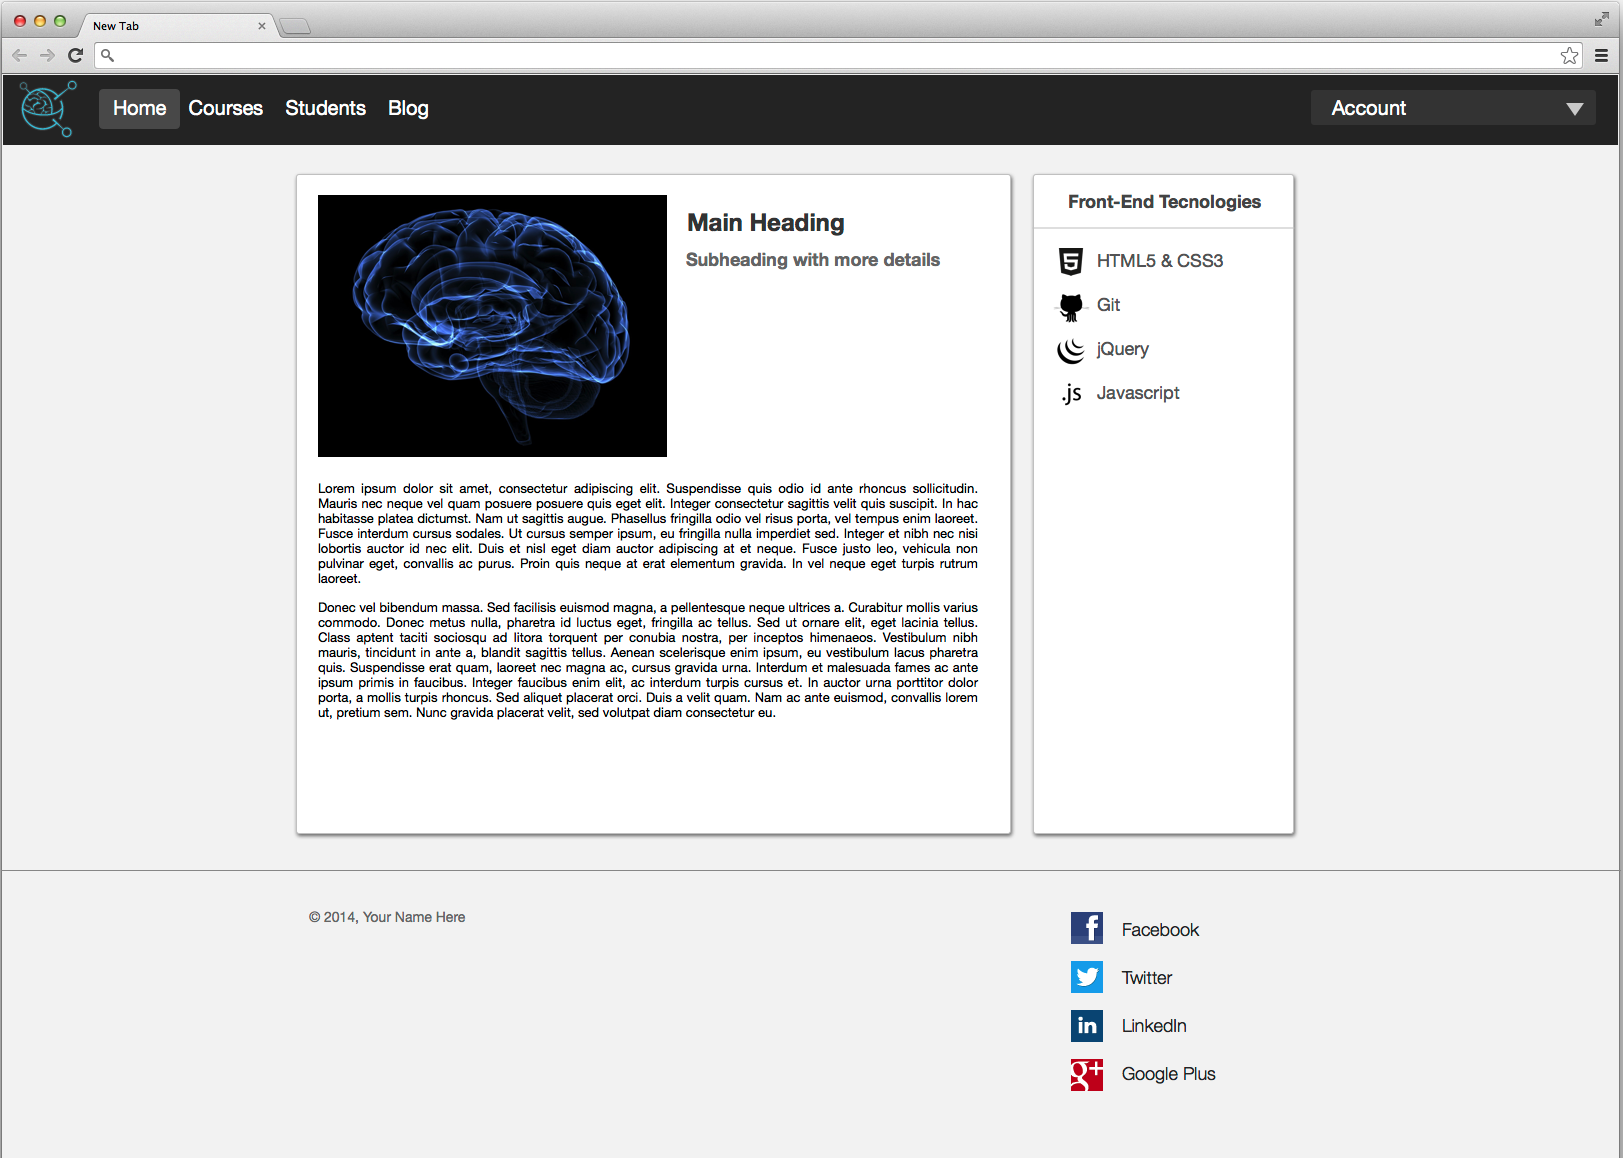 New Tab
Home Courses Students Blog Account
Main Heading
Subheading with more details
Lorem ipsum dolor sit amet, consectetur adipiscing elit. Suspendisse quis odio id ante rhoncus sollicitudin.
Mauris nec neque vel quam posuere posuere quis eget elit. Integer consectetur sagittis velit quis suscipit. In hac
habitasse platea dictumst. Nam ut sagittis augue. Phasellus fringilla odio vel risus porta, vel tempus enim laoreet.
Fusce interdum cursus sodales. Ut cursus semper ipsum, eu fringilla nulla imperdiet sed. Integer et nibh nec nisi
lobortis auctor id nec elit. Duis et nisl eget diam auctor adipiscing at et neque. Fusce justo leo, vehicula non
pulvinar eget, convallis ac purus. Proin quis neque at erat elementum gravida. In vel neque eget turpis rutrum
laoreet.
Donec vel bibendum massa. Sed facilisis euismod magna, a pellentesque neque ultrices a. Curabitur mollis varius
commodo. Donec metus nulla, pharetra id luctus eget, fringilla ac tellus. Sed ut ornare elit, eget lacinia tellus.
Class aptent taciti sociosqu ad litora torquent per conubia nostra, per inceptos himenaeos. Vestibulum nibh
mauris, tincidunt in ante a, blandit sagittis tellus. Aenean scelerisque enim ipsum, eu vestibulum lacus pharetra
quis. Suspendisse erat quam, laoreet nec magna ac, cursus gravida urna. Interdum et malesuada fames ac ante
ipsum primis in faucibus. Integer faucibus enim elit, ac interdum turpis cursus et. In auctor urna porttitor dolor
porta, a mollis turpis rhoncus. Sed aliquet placerat orci. Duis a velit quam. Nam ac ante euismod, convallis lorem
ut, pretium sem. Nunc gravida placerat velit, sed volutpat diam consectetur eu.
Front-End Tecnologies
5 HTML5 & CSS3
Git
jQuery
.js Javascript
© 2014, Your Name Here
f Facebook
Twitter
in LinkedIn
g+ Google Plus